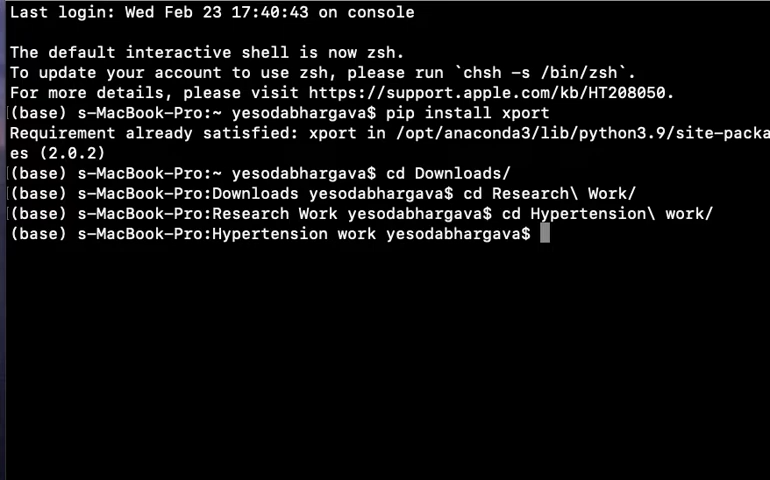 Last login: Wed Feb 23 17:40:43 on console
The default interactive shell is now zsh.
To update your account to use zsh, please run `chsh -s /bin/zsh`.
For more details, please visit https://support.apple.com/kb/HT208050.
(base) s-MacBook-Pro:~ yesodabhargava$ pip install xport
Requirement already satisfied: xport in /opt/anaconda3/lib/python3.9/site-packa
es (2.0.2)
(base) s-MacBook-Pro:~ yesodabhargava$ cd Downloads/
(base) s-MacBook-Pro:Downloads yesodabhargava$ cd Research\ Work/
(base) s-MacBook-Pro:Research Work yesodabhargava$ cd Hypertension\ work/
(base) s-MacBook-Pro:Hypertension work yesodabhargava$